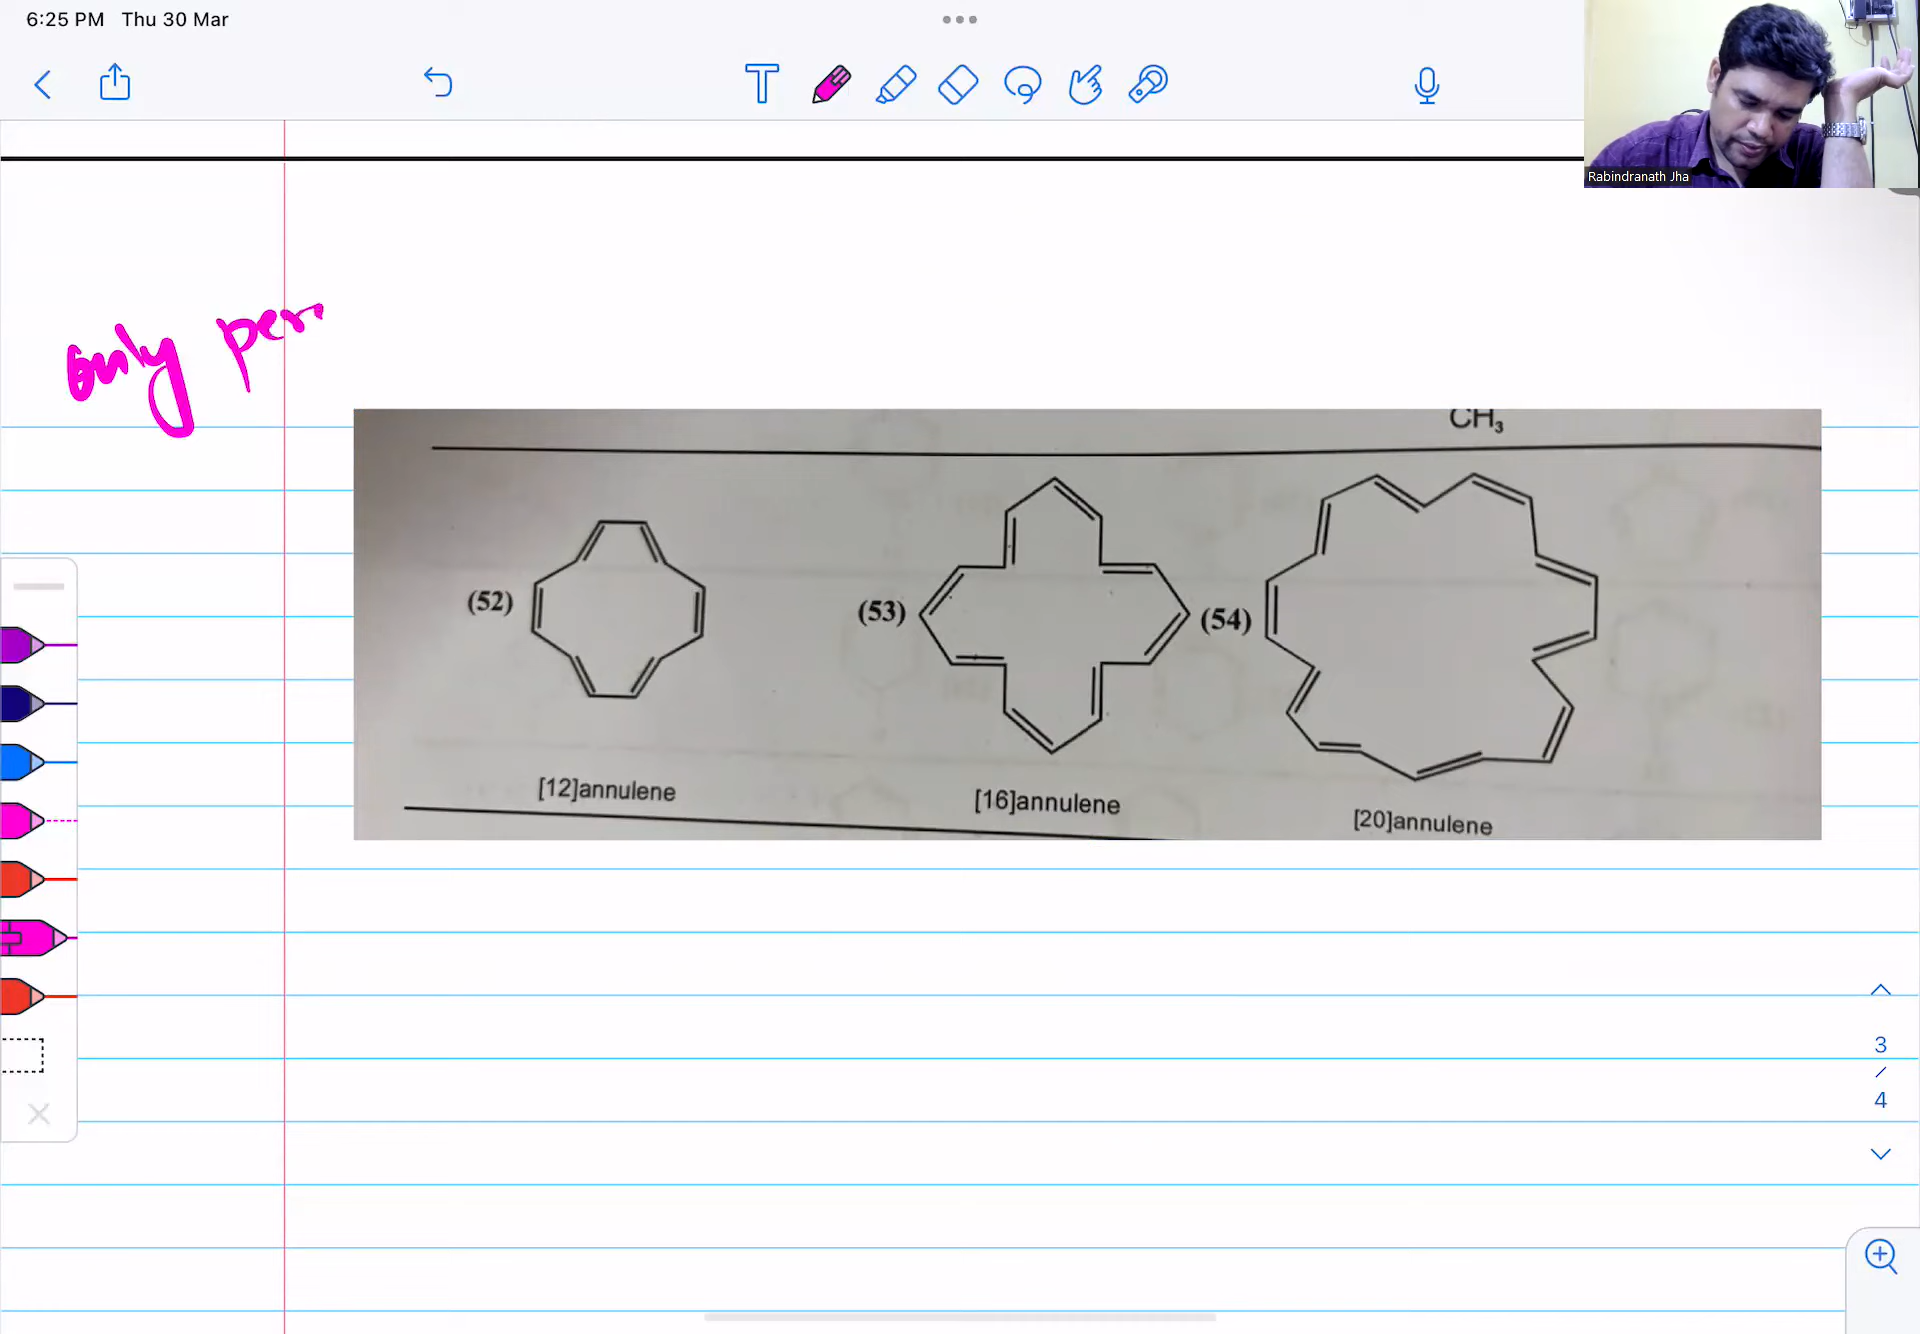 6:25 PM Thu 30 Mar
Rabindranath Jha
only per
CH₃
(52)
(53)
(54)
[12]annulene
[16]annulene
[20]annulene
3
/
4